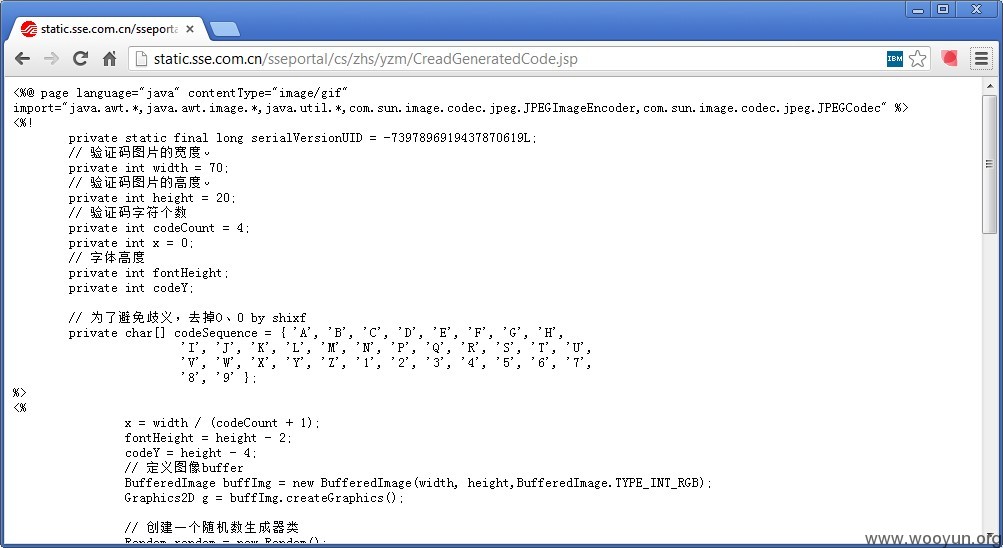 static.sse.com.cn/sseporta
static.sse.com.cn/sseportal/cs/zhs/yzm/CreadGeneratedCode.jsp
IBM
<%@ page language="java" contentType="image/gif"
import="java.awt.*,java.awt.image.*,java.util.*,com.sun.image.codec.jpeg.JPEGImageEncoder,com.sun.image.codec.jpeg.JPEGCodec" %>
<%!
private static final long serialVersionUID = -7397896919437870619L;
// 验证码图片的宽度。
private int width = 70;
// 验证码图片的高度。
private int height = 20;
// 验证码字符个数
private int codeCount = 4;
private int x = 0;
// 字体高度
private int fontHeight;
private int codeY;
// 为了避免歧义，去掉O、0 by shixf
private char[] codeSequence = { 'A', 'B', 'C', 'D', 'E', 'F', 'G', 'H',
'I', 'J', 'K', 'L', 'M', 'N', 'P', 'Q', 'R', 'S', 'T', 'U',
'V', 'W', 'X', 'Y', 'Z', '1', '2', '3', '4', '5', '6', '7',
'8', '9' };
%>
<%
x = width / (codeCount + 1);
fontHeight = height - 2;
codeY = height - 4;
// 定义图像buffer
BufferedImage buffImg = new BufferedImage(width, height,BufferedImage.TYPE_INT_RGB);
Graphics2D g = buffImg.createGraphics();
// 创建一个随机数生成器类
Random random = new Random();
www.wooyun.org